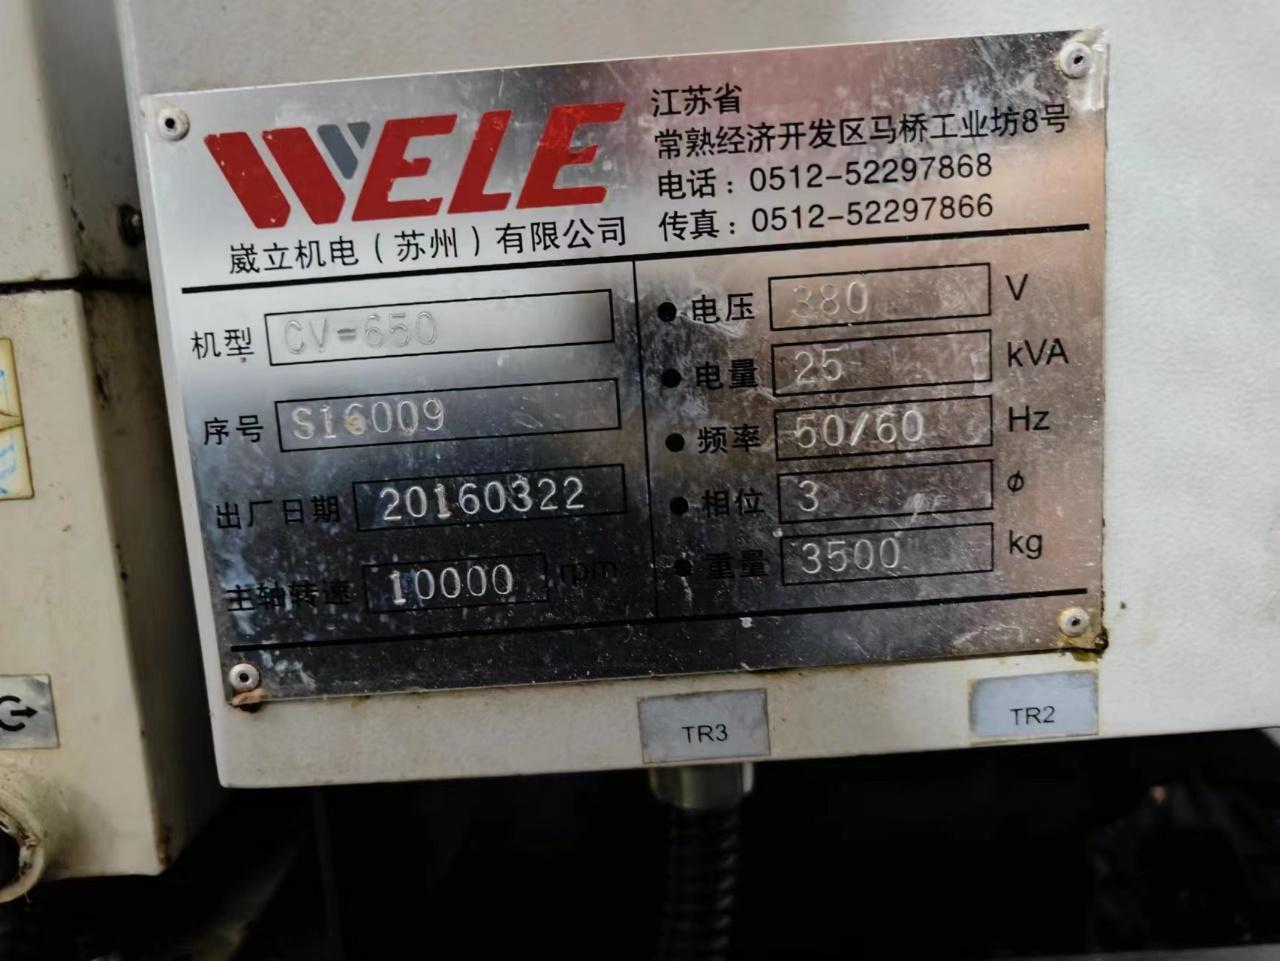 WELE
崴立机电(苏州)有限公司
江苏省
常熟经济开发区马桥工业坊8号
电话:0512-52297868
传真:0512-52297866
机型 CV=650
序号 S16009
出厂日期 20160322
主轴转速 10000 rpm
●电压 380 V
●电量 25 kVA
●频率 50/60 Hz
●相位 3 ϕ
●重量 3500 kg
TR3
TR2